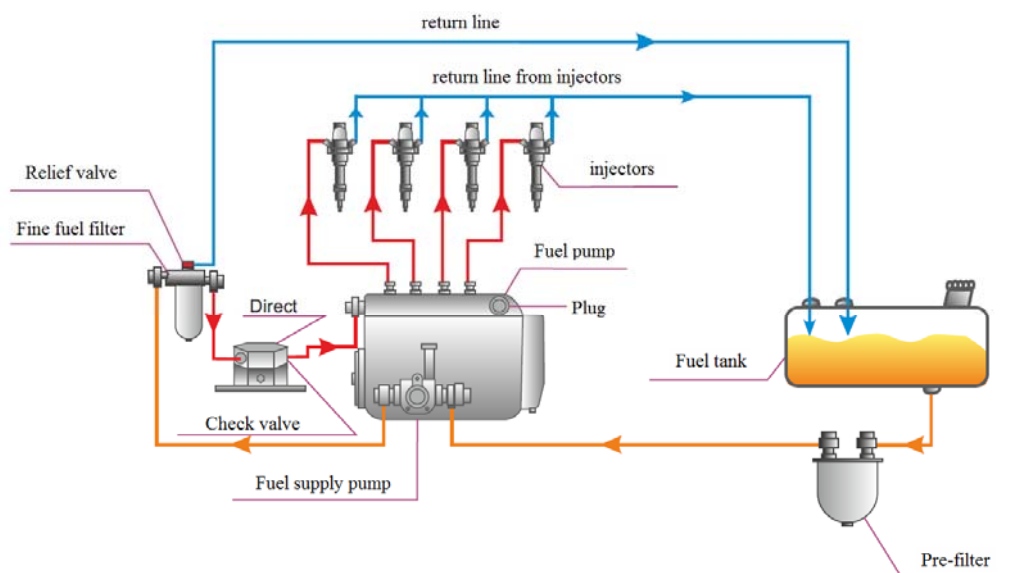 return line
return line from injectors
injectors
Relief valve
Fine fuel filter
Fuel pump
Direct
Plug
Fuel tank
Check valve
Fuel supply pump
Pre-filter